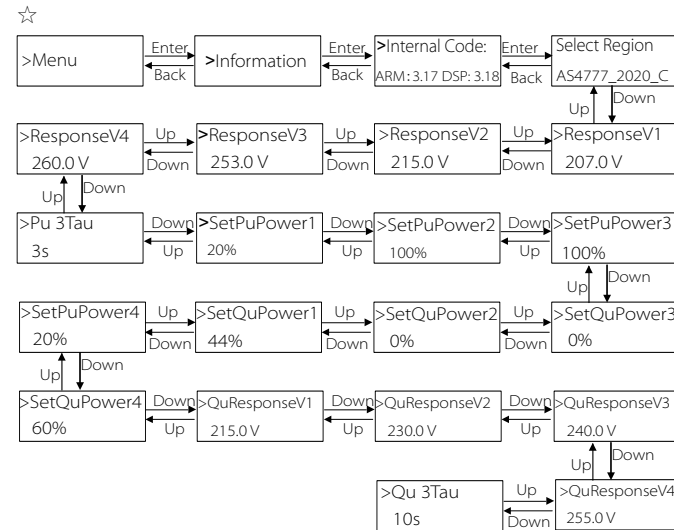 ☆
>Menu
Enter
Back
>Information
Enter
Back
>Internal Code:
ARM: 3.17 DSP: 3.18
Enter
Back
Select Region
AS4777_2020_C
Up
Down
>ResponseV4
260.0 V
Up
Down
>ResponseV3
253.0 V
Up
Down
>ResponseV2
215.0 V
Up
Down
>ResponseV1
207.0 V
Up
Down
>Pu 3Tau
3s
Down
Up
>SetPuPower1
20%
Down
Up
>SetPuPower2
100%
Down
Up
>SetPuPower3
100%
Up
Down
>SetPuPower4
20%
Up
Down
>SetQuPower1
44%
Up
Down
>SetQuPower2
0%
Up
Down
>SetQuPower3
0%
Up
Down
>SetQuPower4
60%
Down
Up
>QuResponseV1
215.0 V
Down
Up
>QuResponseV2
230.0 V
Down
Up
>QuResponseV3
240.0 V
Up
Down
>Qu 3Tau
10s
Up
Down
>QuResponseV4
255.0 V